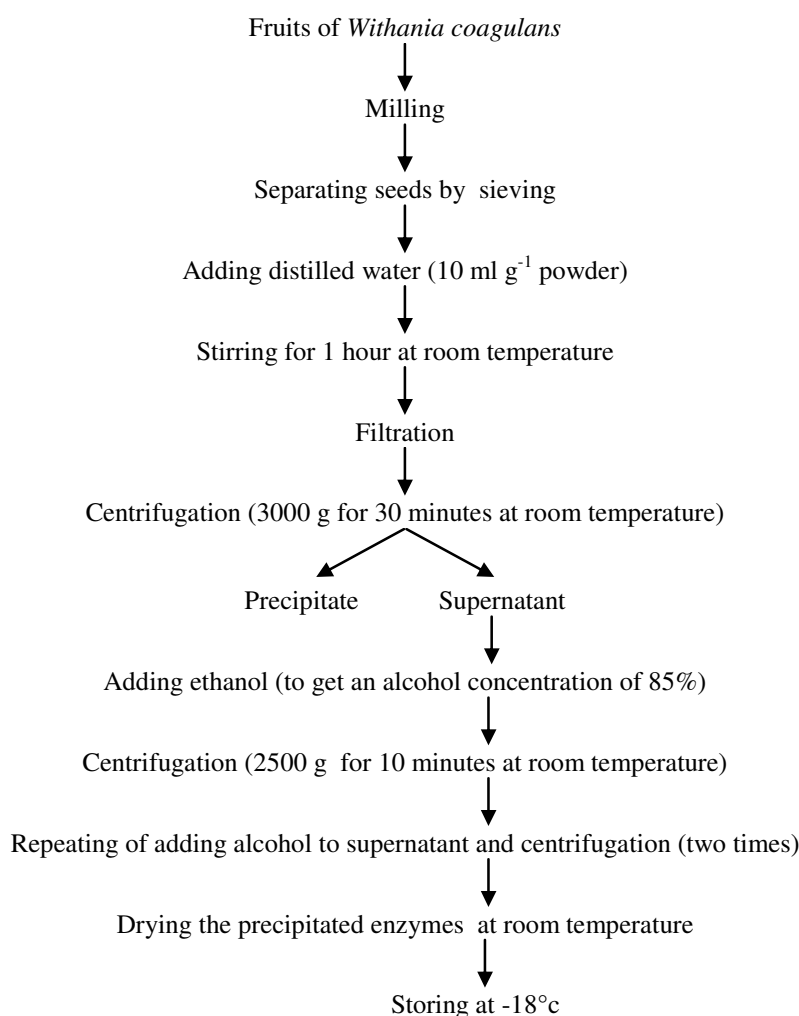 Fruits of Withania coagulans
Milling
Separating seeds by  sieving
Adding distilled water (10 ml g-1 powder)
Stirring for 1 hour at room temperature
Filtration
Centrifugation (3000 g for 30 minutes at room temperature)
Precipitate
Supernatant
Adding ethanol (to get an alcohol concentration of 85%)
Centrifugation (2500 g  for 10 minutes at room temperature)
Repeating of adding alcohol to supernatant and centrifugation (two times)
Drying the precipitated enzymes  at room temperature
Storing at -18°c